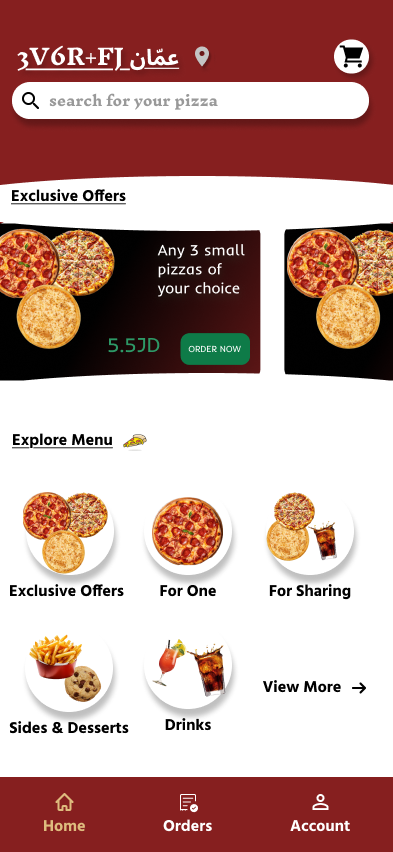 3V6R+FJ عمّان
search for your pizza
Exclusive Offers
Any 3 small
pizzas of
your choice
5.5JD
ORDER NOW
Explore Menu
Exclusive Offers
For One
For Sharing
Sides & Desserts
Drinks
View More
Home
Orders
Account